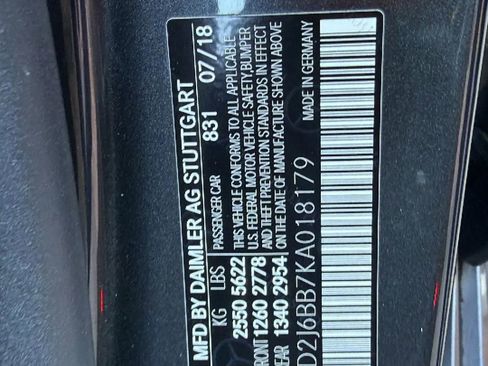 MFD BY DAIMLER AG STUTTGART
831 07/18
KG LBS PASSENGER CAR
2550 5622 THIS VEHICLE CONFORMS TO ALL APPLICABLE
U.S. FEDERAL MOTOR VEHICLE SAFETY,BUMPER
FRONT 1260 2778 AND THEFT PREVENTION STANDARDS IN EFFECT
REAR 1340 2954 ON THE DATE OF MANUFACTURE SHOWN ABOVE
D2J6BB7KA018179 MADE IN GERMANY